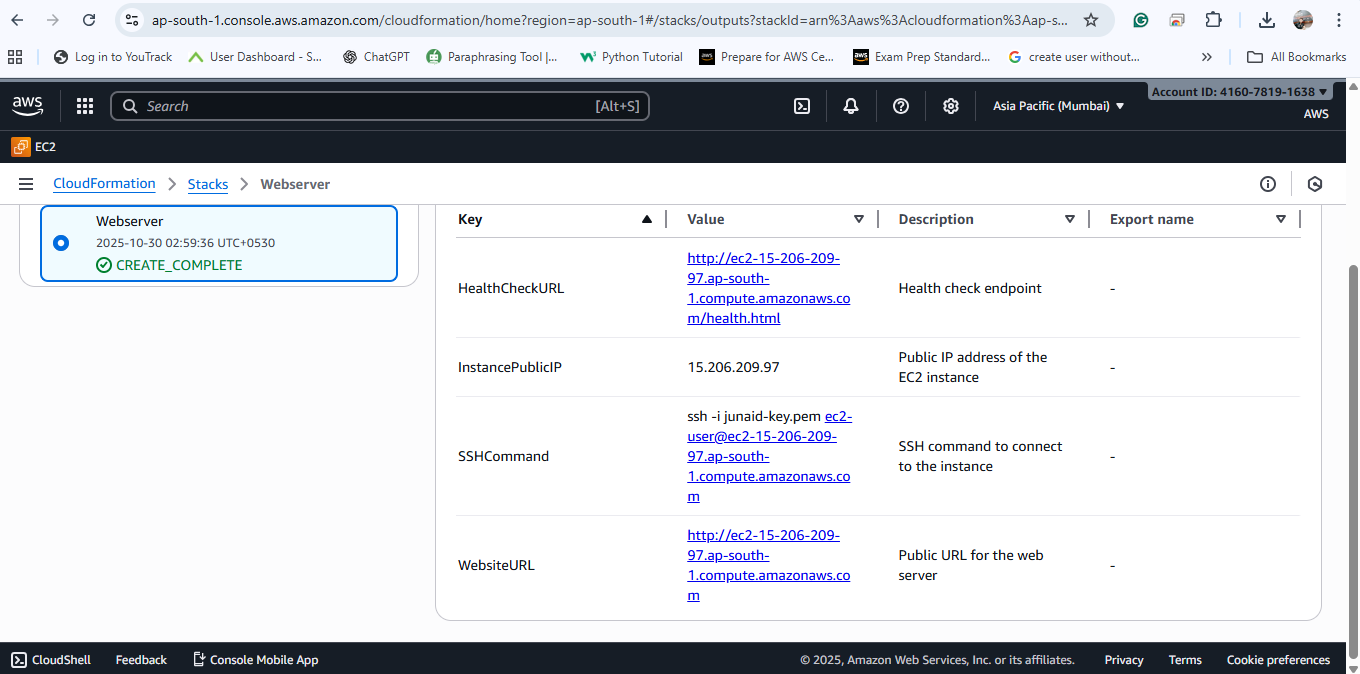 ap-south-1.console.aws.amazon.com/cloudformation/home?region=ap-south-1#/stacks/outputs?stackId=arn%3Aaws%3Acloudformation%3Aap-s...
Log in to YouTrack
User Dashboard - S...
ChatGPT
Paraphrasing Tool |...
Python Tutorial
Prepare for AWS Ce...
Exam Prep Standard...
create user without...
All Bookmarks
aws
Search
[Alt+S]
Asia Pacific (Mumbai)
Account ID: 4160-7819-1638
AWS
EC2
CloudFormation
Stacks
Webserver
Webserver
2025-10-30 02:59:36 UTC+0530
CREATE_COMPLETE
Key
Value
Description
Export name
HealthCheckURL
http://ec2-15-206-209-
97.ap-south-
1.compute.amazonaws.co
m/health.html
Health check endpoint
-
InstancePublicIP
15.206.209.97
Public IP address of the
EC2 instance
-
SSHCommand
ssh -i junaid-key.pem ec2-
user@ec2-15-206-209-
97.ap-south-
1.compute.amazonaws.co
m
SSH command to connect
to the instance
-
WebsiteURL
http://ec2-15-206-209-
97.ap-south-
1.compute.amazonaws.co
m
Public URL for the web
server
-
CloudShell
Feedback
Console Mobile App
© 2025, Amazon Web Services, Inc. or its affiliates.
Privacy
Terms
Cookie preferences